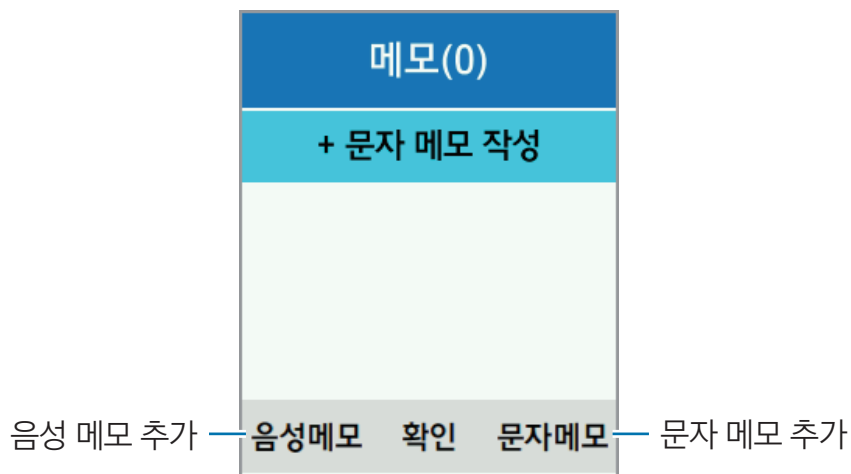 메모(0)
+ 문자 메모 작성
음성 메모 추가 음성메모 확인 문자메모 문자 메모 추가